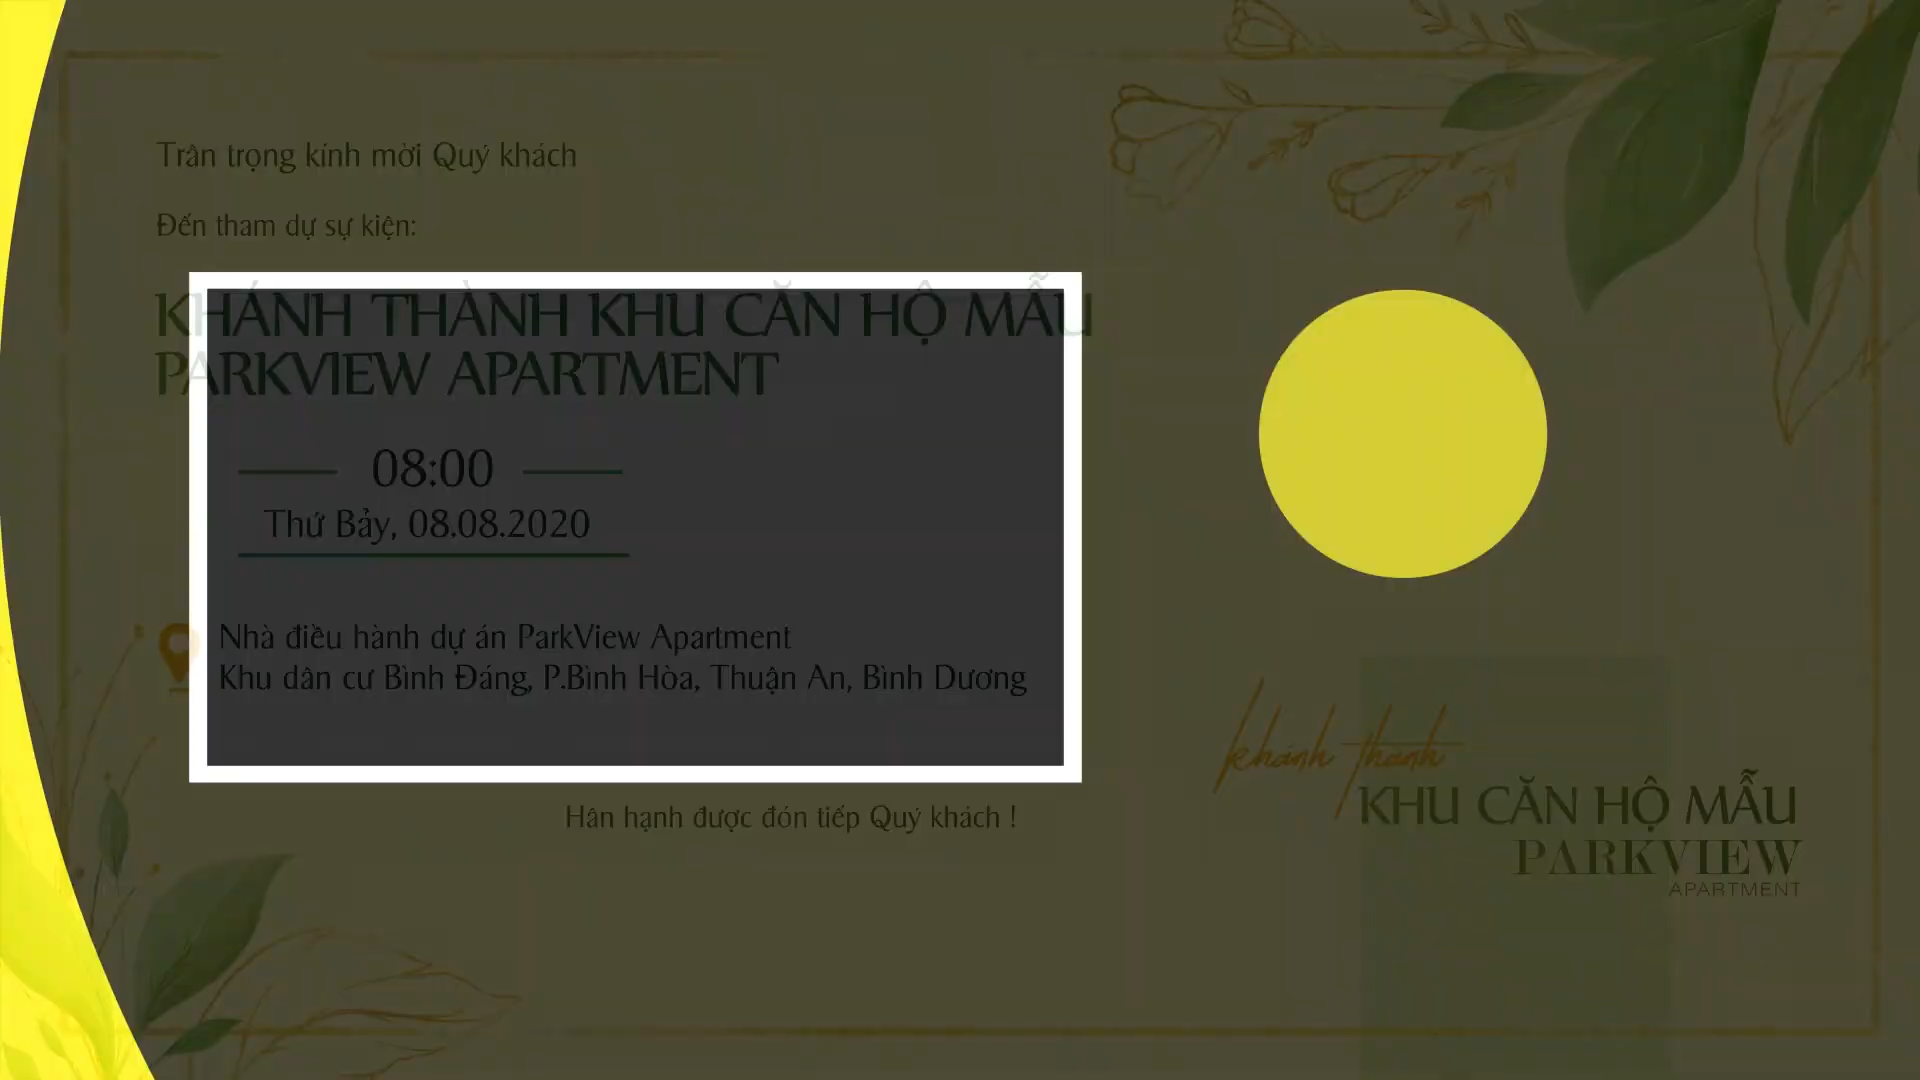 Trân trọng kính mời Quý khách
Đến tham dự sự kiện:
KHÁNH THÀNH KHU CĂN HỘ MẪU
PARKVIEW APARTMENT
08:00
Thứ Bảy, 08.08.2020
Nhà điều hành dự án ParkView Apartment
Khu dân cư Bình Đáng, P.Bình Hòa, Thuận An, Bình Dương
Hân hạnh được đón tiếp Quý khách !
khánh thành
KHU CĂN HỘ MẪU
PARKVIEW
APARTMENT